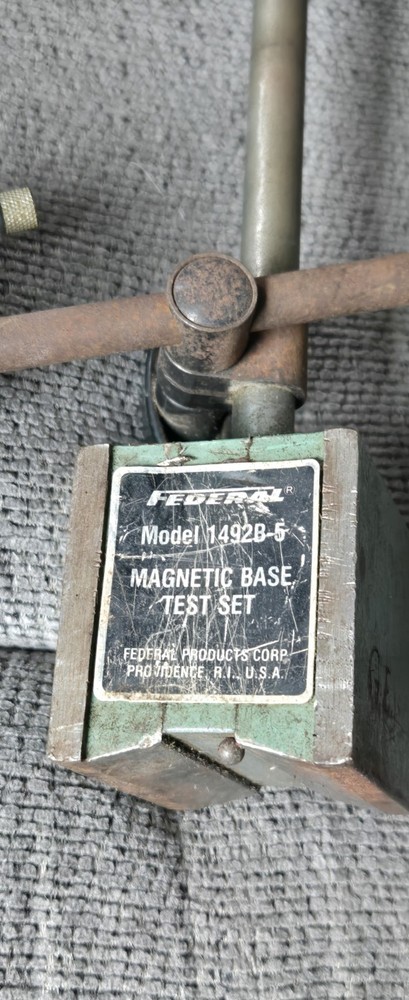 FEDERAL®
Model 1492B-5
MAGNETIC BASE
TEST SET
FEDERAL PRODUCTS CORP
PROVIDENCE, R.I., U.S.A.